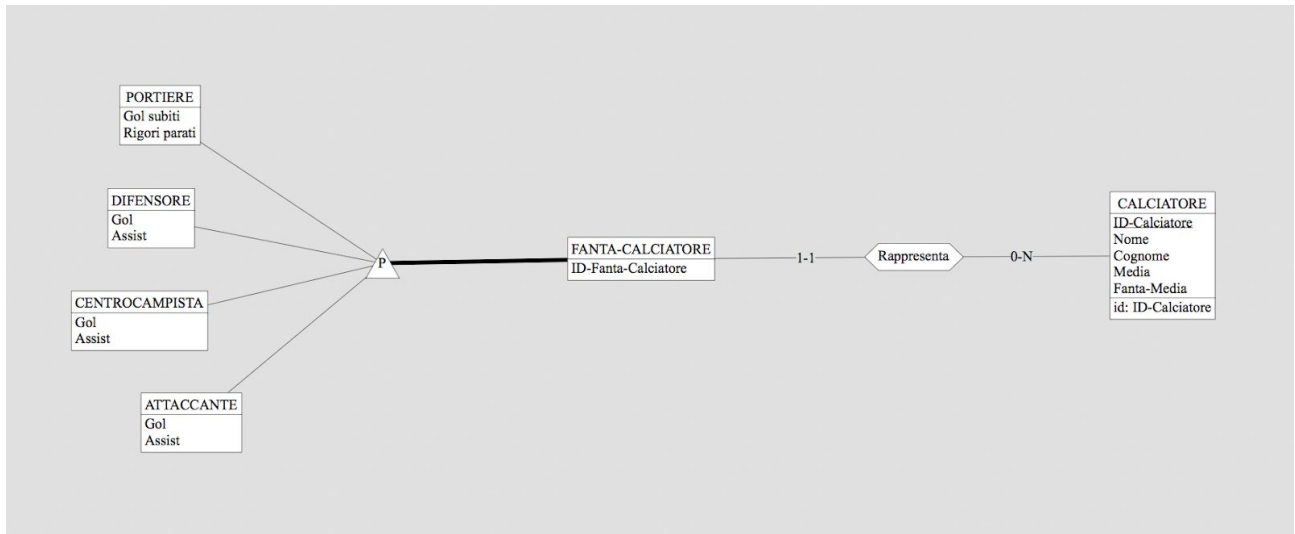 PORTIERE
Gol subiti
Rigori parati
DIFENSORE
Gol
Assist
CENTROCAMPISTA
Gol
Assist
ATTACCANTE
Gol
Assist
P
FANTA-CALCIATORE
ID-Fanta-Calciatore
1-1
Rappresenta
0-N
CALCIATORE
ID-Calciatore
Nome
Cognome
Media
Fanta-Media
id: ID-Calciatore